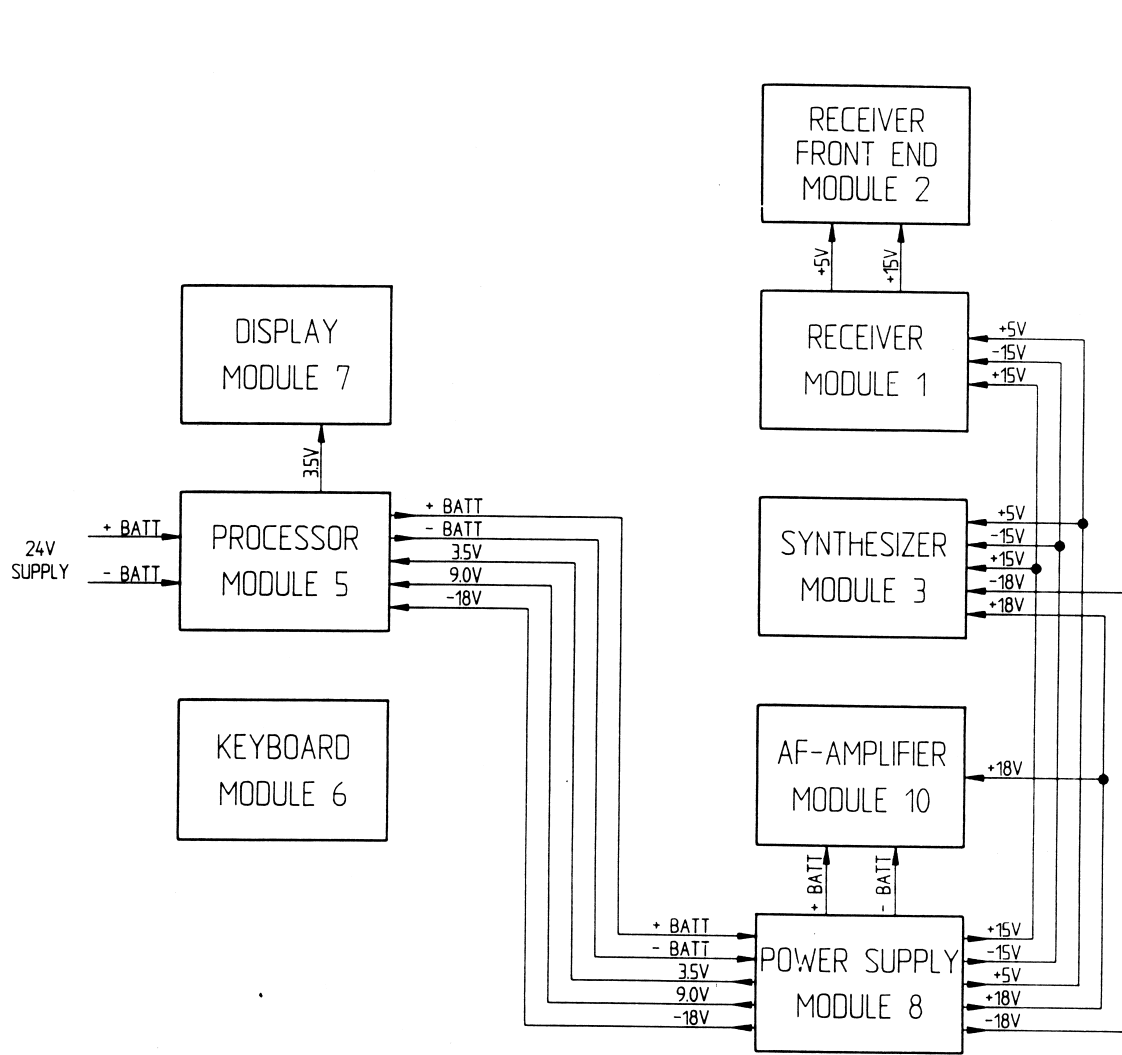 RECEIVER
FRONT END
MODULE 2
+5V
+15V
RECEIVER
MODULE 1
+5V
-15V
+15V
DISPLAY
MODULE 7
3.5V
24V
SUPPLY
+ BATT
- BATT
PROCESSOR
MODULE 5
+ BATT
- BATT
3.5V
9.0V
-18V
SYNTHESIZER
MODULE 3
+5V
-15V
+15V
-18V
+18V
KEYBOARD
MODULE 6
AF-AMPLIFIER
MODULE 10
+18V
+ BATT
- BATT
+ BATT
- BATT
3.5V
9.0V
-18V
POWER SUPPLY
MODULE 8
+15V
-15V
+5V
+18V
-18V